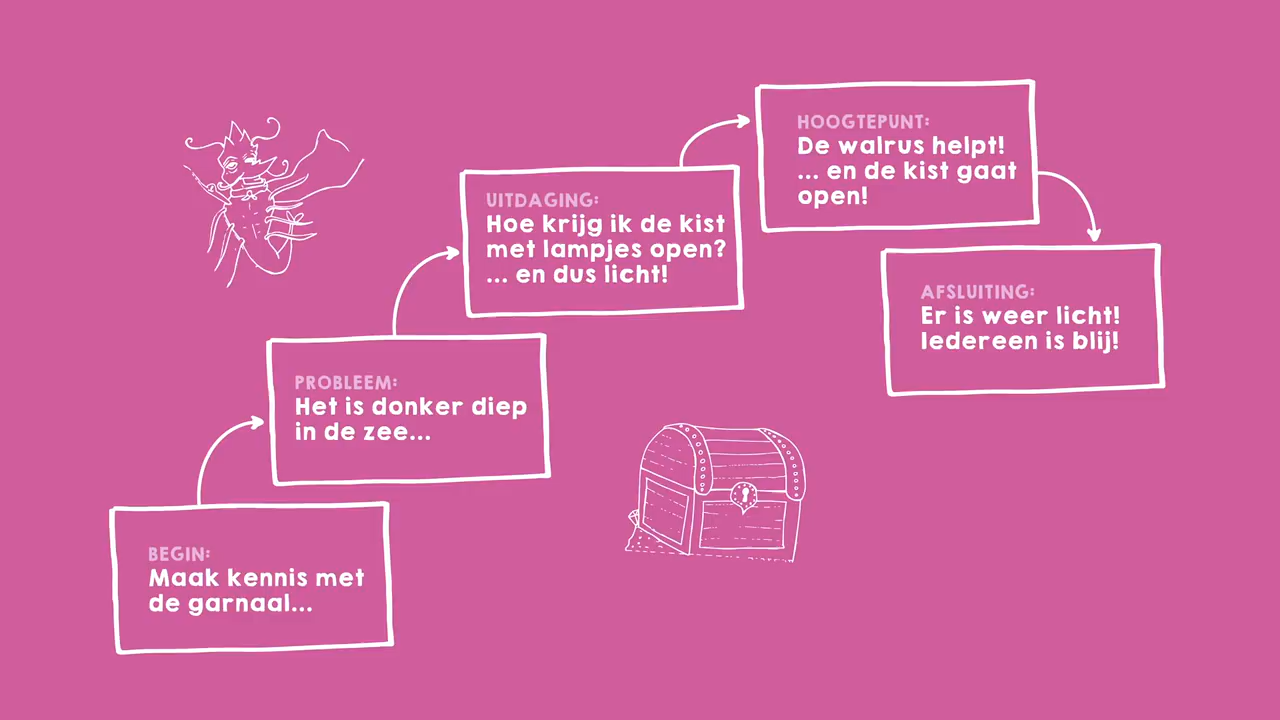 BEGIN:
Maak kennis met
de garnaal...
PROBLEEM:
Het is donker diep
in de zee...
UITDAGING:
Hoe krijg ik de kist
met lampjes open?
... en dus licht!
HOOGTEPUNT:
De walrus helpt!
... en de kist gaat
open!
AFSLUITING:
Er is weer licht!
Iedereen is blij!